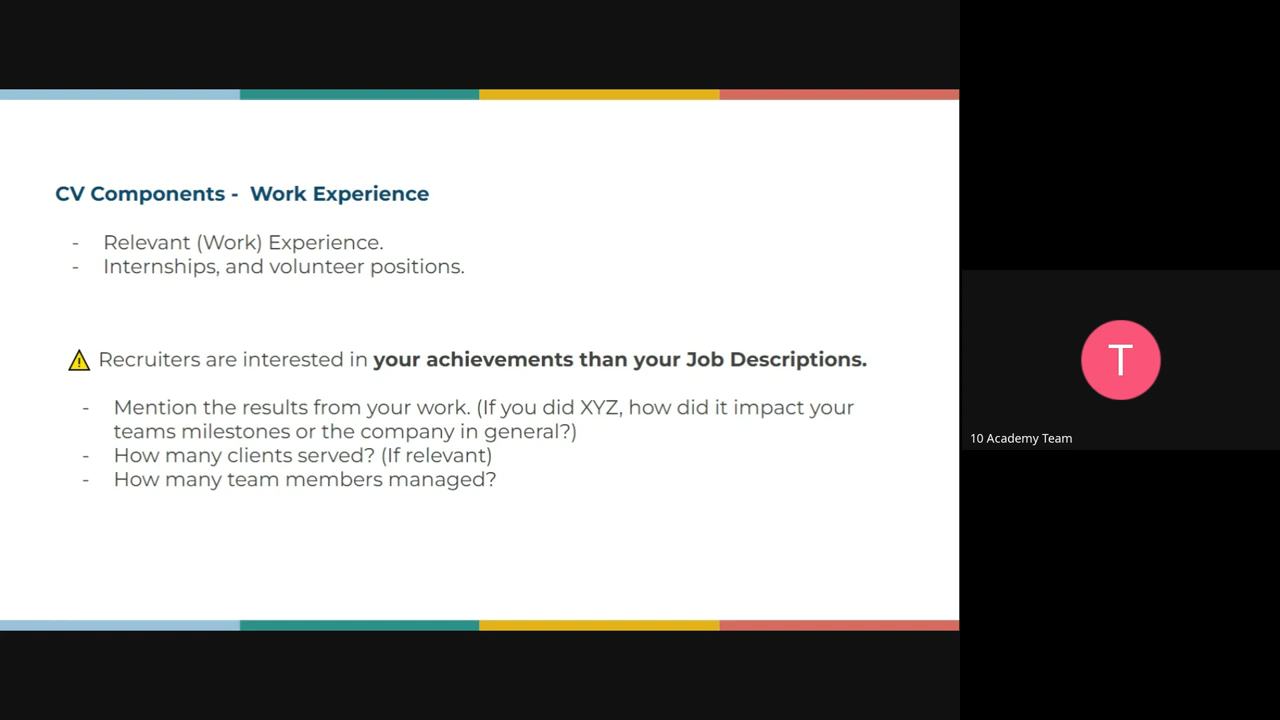 CV Components -  Work Experience
- Relevant (Work) Experience.
- Internships, and volunteer positions.
⚠ Recruiters are interested in your achievements than your Job Descriptions.
- Mention the results from your work. (If you did XYZ, how did it impact your
teams milestones or the company in general?)
- How many clients served? (If relevant)
- How many team members managed?
T
10 Academy Team